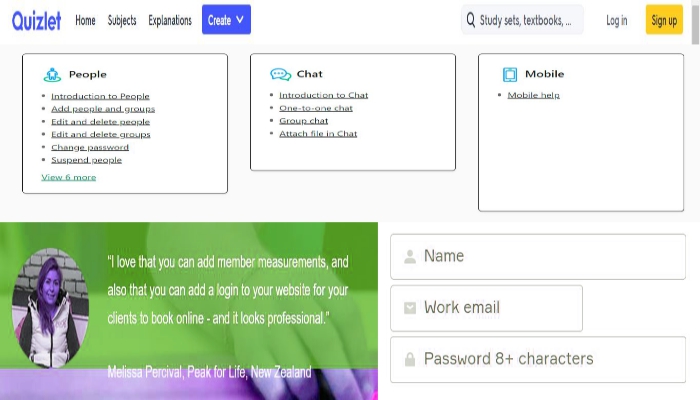 Quizlet Home Subjects Explanations Create Study sets, textbooks, ... Log in Sign up
People
Introduction to People
Add people and groups
Edit and delete people
Edit and delete groups
Change password
Suspend people
View 6 more
Chat
Introduction to Chat
One-to-one chat
Group chat
Attach file in Chat
Mobile
Mobile help
“I love that you can add member measurements, and
also that you can add a login to your website for your
clients to book online - and it looks professional.”
Melissa Percival, Peak for Life, New Zealand
Name
Work email
Password 8+ characters